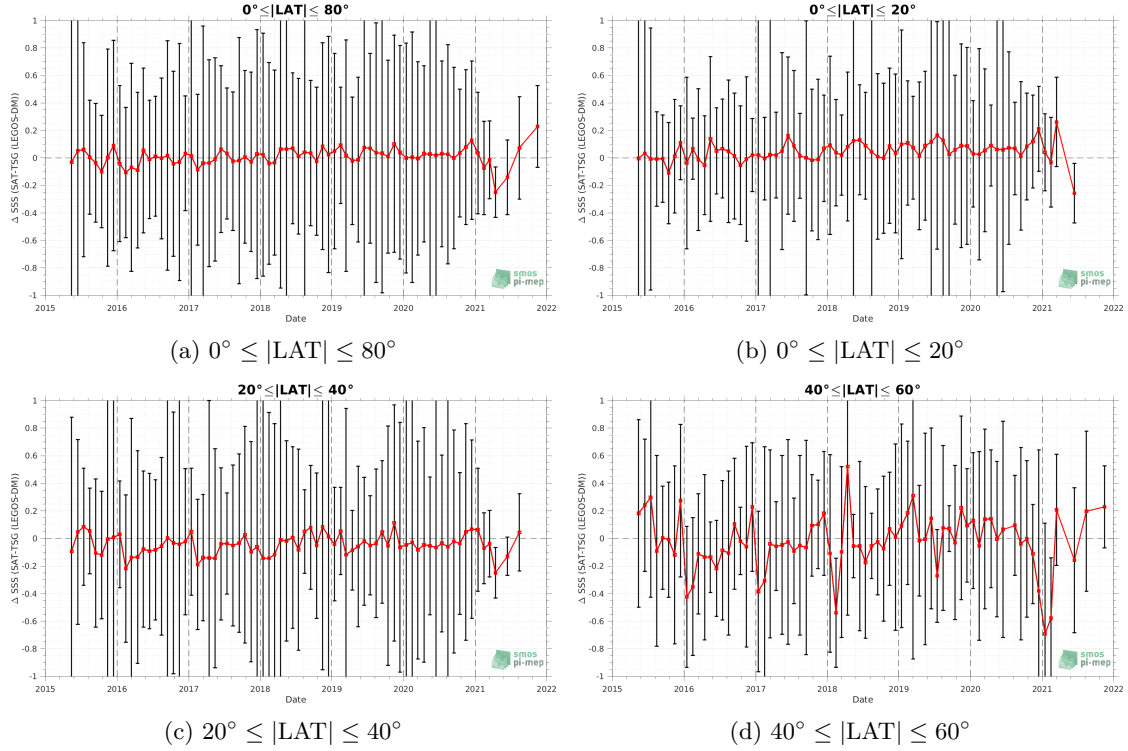 0°≤|LAT|≤ 80°
1
0.8
0.6
0.4
0.2
0
-0.2
-0.4
-0.6
-0.8
-1
Δ SSS (SAT-TSG (LEGOS-DM))
2015 2016 2017 2018 2019 2020 2021 2022
Date
smos
pi-mep
(a) 0° ≤ |LAT| ≤ 80°
0°≤|LAT|≤ 20°
1
0.8
0.6
0.4
0.2
0
-0.2
-0.4
-0.6
-0.8
-1
Δ SSS (SAT-TSG (LEGOS-DM))
2015 2016 2017 2018 2019 2020 2021 2022
Date
smos
pi-mep
(b) 0° ≤ |LAT| ≤ 20°
20°≤|LAT|≤ 40°
1
0.8
0.6
0.4
0.2
0
-0.2
-0.4
-0.6
-0.8
-1
Δ SSS (SAT-TSG (LEGOS-DM))
2015 2016 2017 2018 2019 2020 2021 2022
Date
smos
pi-mep
(c) 20° ≤ |LAT| ≤ 40°
40°≤|LAT|≤ 60°
1
0.8
0.6
0.4
0.2
0
-0.2
-0.4
-0.6
-0.8
-1
Δ SSS (SAT-TSG (LEGOS-DM))
2015 2016 2017 2018 2019 2020 2021 2022
Date
smos
pi-mep
(d) 40° ≤ |LAT| ≤ 60°